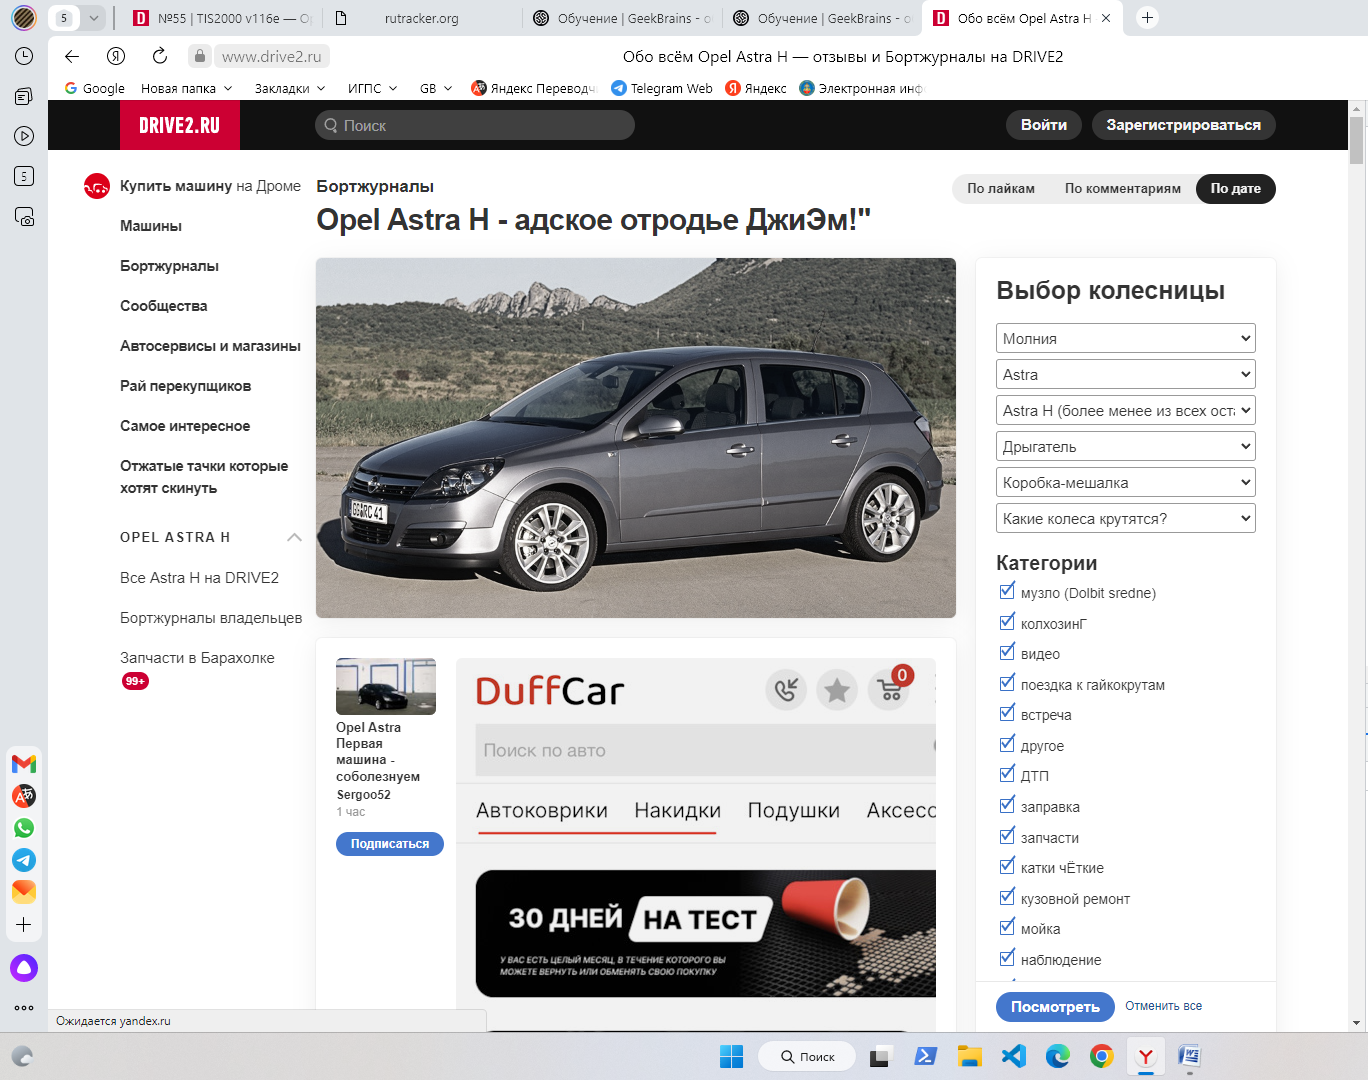 5
№55 | TIS2000 v116e — O
rutracker.org
Обучение | GeekBrains - о
Обучение | GeekBrains - о
Обо всём Opel Astra H
www.drive2.ru
Обо всём Opel Astra H — отзывы и Бортжурналы на DRIVE2
Google
Новая папка
Закладки
ИГПС
GB
Яндекс Переводч
Telegram Web
Яндекс
Электронная инф
5
DRIVE2.RU
Поиск
Войти
Зарегистрироваться
Купить машину на Дроме
Машины
Бортжурналы
Сообщества
Автосервисы и магазины
Рай перекупщиков
Самое интересное
Отжатые тачки которые
хотят скинуть
OPEL ASTRA H
Все Astra H на DRIVE2
Бортжурналы владельцев
Запчасти в Барахолке
99+
Бортжурналы
По лайкам
По комментариям
По дате
Opel Astra H - адское отродье ДжиЭм!"
GG RC 41
Opel Astra
Первая
машина -
соболезнуем
Sergoo52
1 час
Подписаться
DuffCar
0
Поиск по авто
Автоковрики
Накидки
Подушки
Аксесс
30 ДНЕЙ НА ТЕСТ
У ВАС ЕСТЬ ЦЕЛЫЙ МЕСЯЦ, В ТЕЧЕНИЕ КОТОРОГО ВЫ
МОЖЕТЕ ВЕРНУТЬ ИЛИ ОБМЕНЯТЬ СВОЮ ПОКУПКУ
Выбор колесницы
Молния
Astra
Astra H (более менее из всех оста
Дрыгатель
Коробка-мешалка
Какие колеса крутятся?
Категории
музло (Dolbit sredne)
колхозинГ
видео
поездка к гайкокрутам
встреча
другое
ДТП
заправка
запчасти
катки чЁткие
кузовной ремонт
мойка
наблюдение
Посмотреть
Отменить все
Ожидается yandex.ru
Поиск